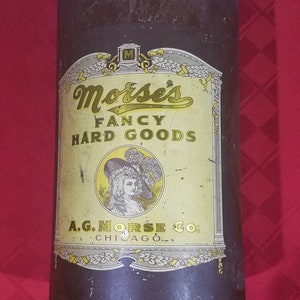 M
Morse's
FANCY
HARD GOODS
A.G. MORSE CO.
CHICAGO.